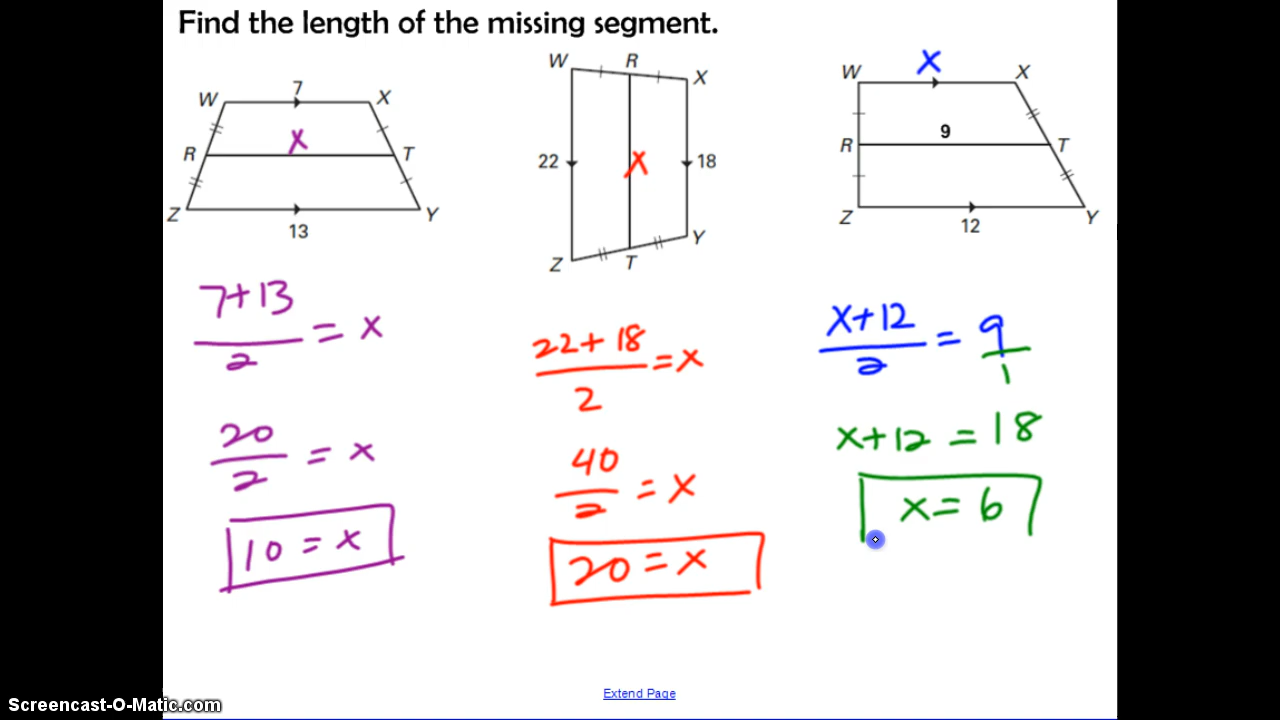 Find the length of the missing segment.
W 7 X
R X T
Z 13 Y
7+13/2 = x
20/2 = x
10 = x
W R X
22 X 18
Z T Y
22+18/2 = x
40/2 = x
20 = x
X
W X
R 9 T
Z 12 Y
x+12/2 = 9/1
x+12 = 18
x = 6
Extend Page
Screencast-O-Matic.com